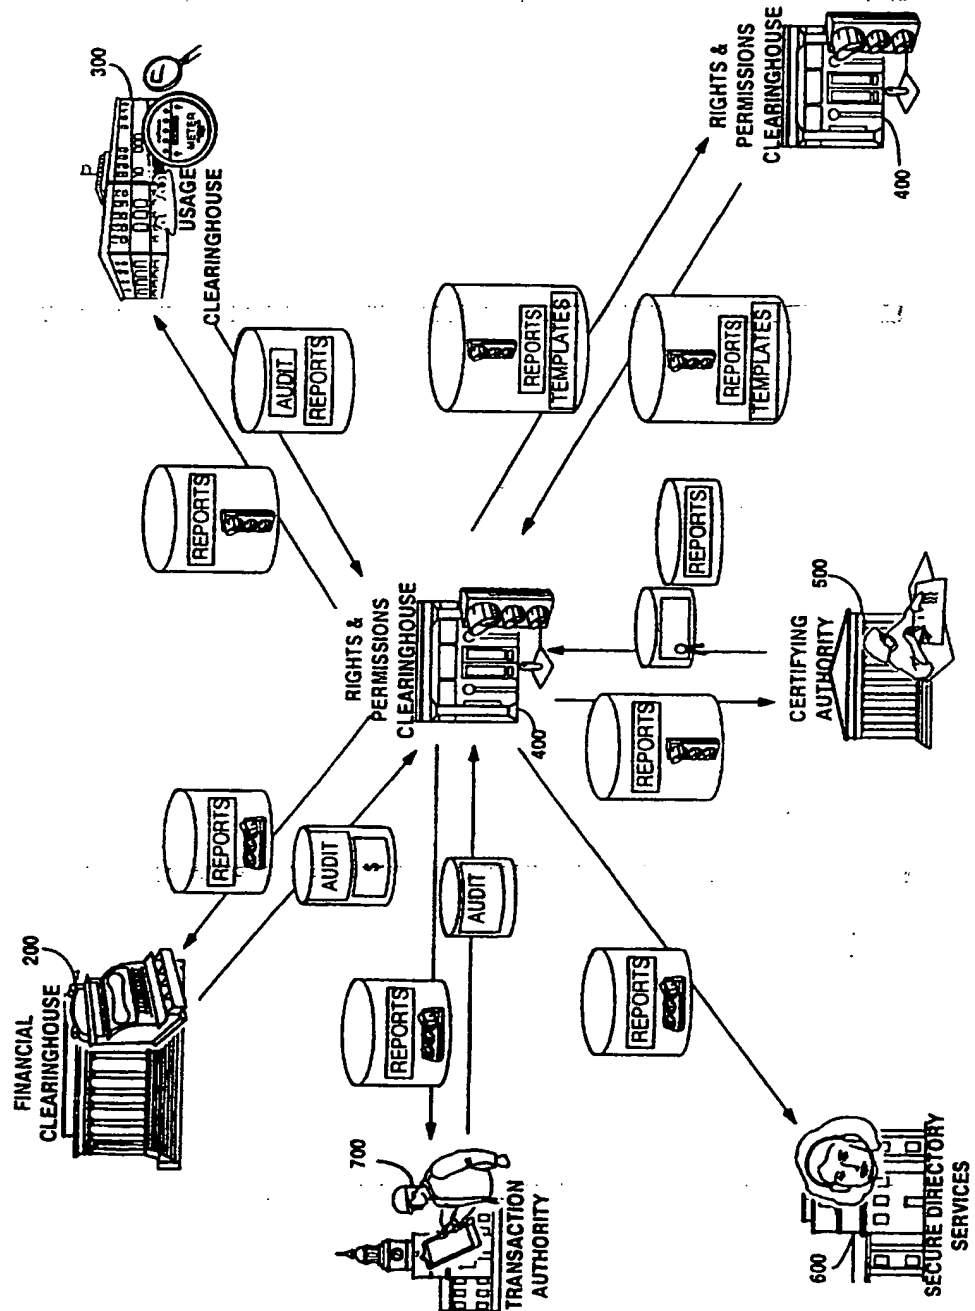 FINANCIAL
CLEARINGHOUSE
200
REPORTS
AUDIT
$
REPORTS
300
METER
USAGE
CLEARINGHOUSE
AUDIT
REPORTS
TRANSACTION
AUTHORITY
700
REPORTS
AUDIT
RIGHTS &
PERMISSIONS
CLEARINGHOUSE
400
REPORTS
TEMPLATES
REPORTS
TEMPLATES
RIGHTS &
PERMISSIONS
CLEARINGHOUSE
400
SECURE DIRECTORY
SERVICES
600
REPORTS
REPORTS
REPORTS
CERTIFYING
AUTHORITY
500